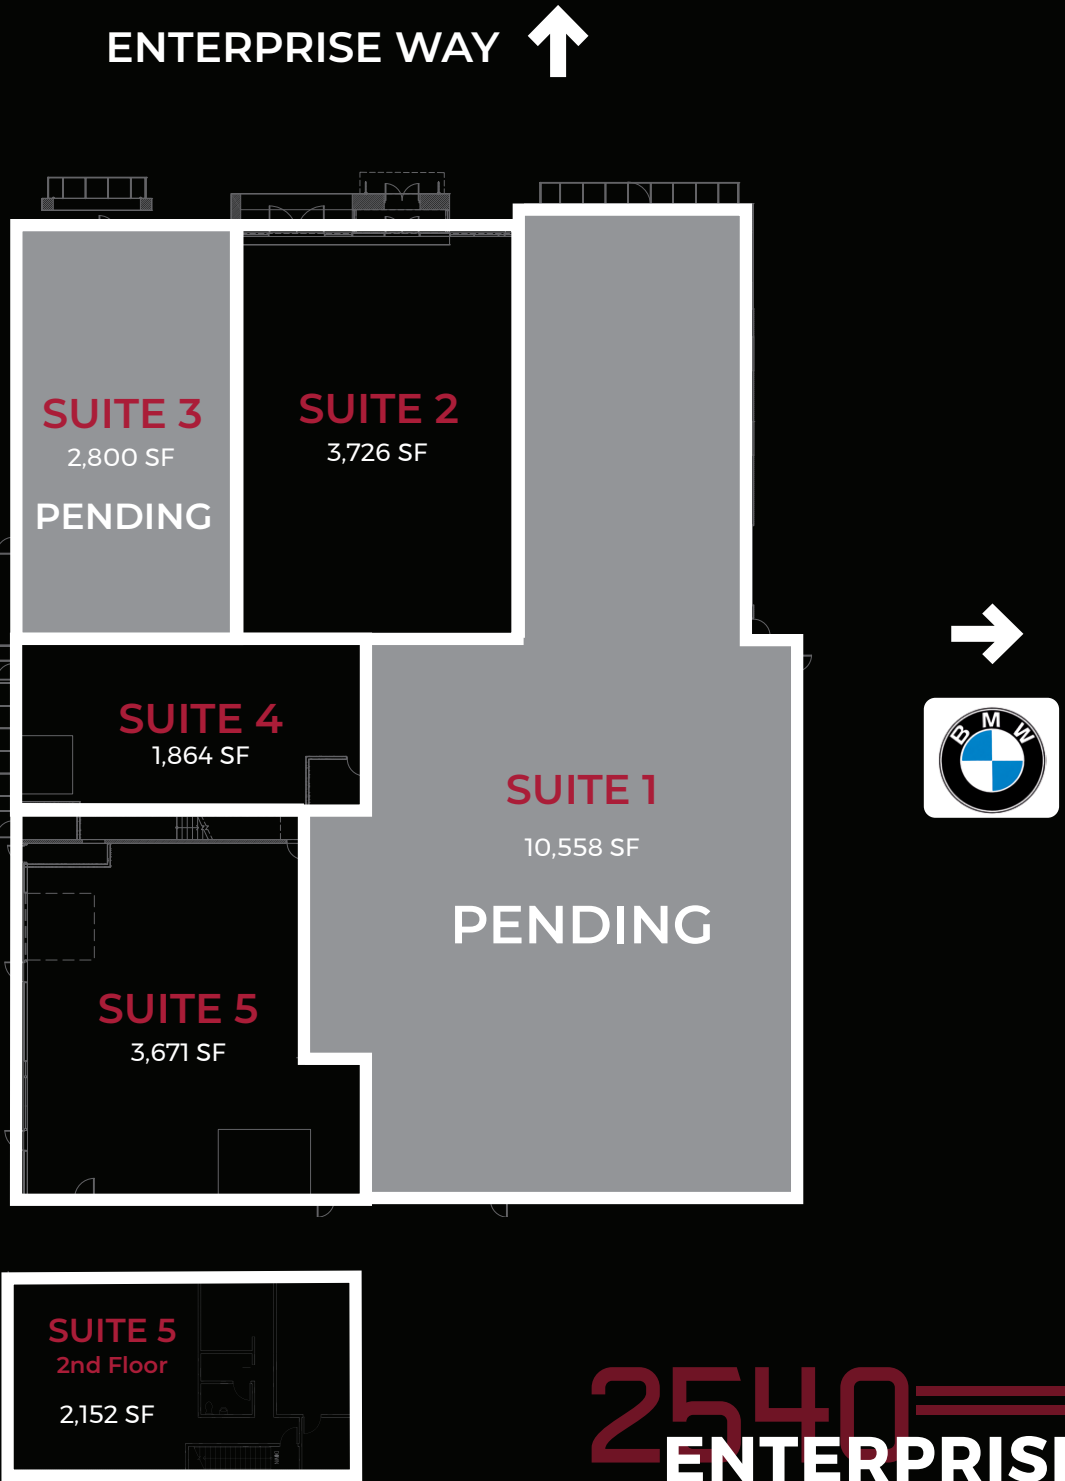 ENTERPRISE WAY
SUITE 3
2,800 SF
PENDING
SUITE 2
3,726 SF
SUITE 4
1,864 SF
SUITE 1
10,558 SF
PENDING
BMW
SUITE 5
3,671 SF
SUITE 5
2nd Floor
2,152 SF
2540
ENTERPRISE